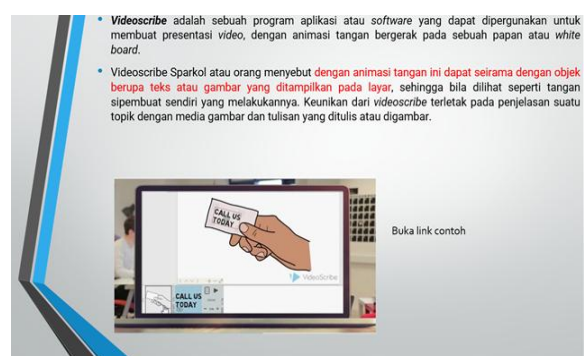 • Videoscribe adalah sebuah program aplikasi atau software yang dapat dipergunakan untuk
membuat presentasi video, dengan animasi tangan bergerak pada sebuah papan atau white
board.
• Videoscribe Sparkol atau orang menyebut dengan animasi tangan ini dapat seirama dengan objek
berupa teks atau gambar yang ditampilkan pada layar, sehingga bila dilihat seperti tangan
sipembuat sendiri yang melakukannya. Keunikan dari videoscribe terletak pada penjelasan suatu
topik dengan media gambar dan tulisan yang ditulis atau digambar.
CALL US
TODAY
Buka link contoh
VideoScribe
CALL US
TODAY